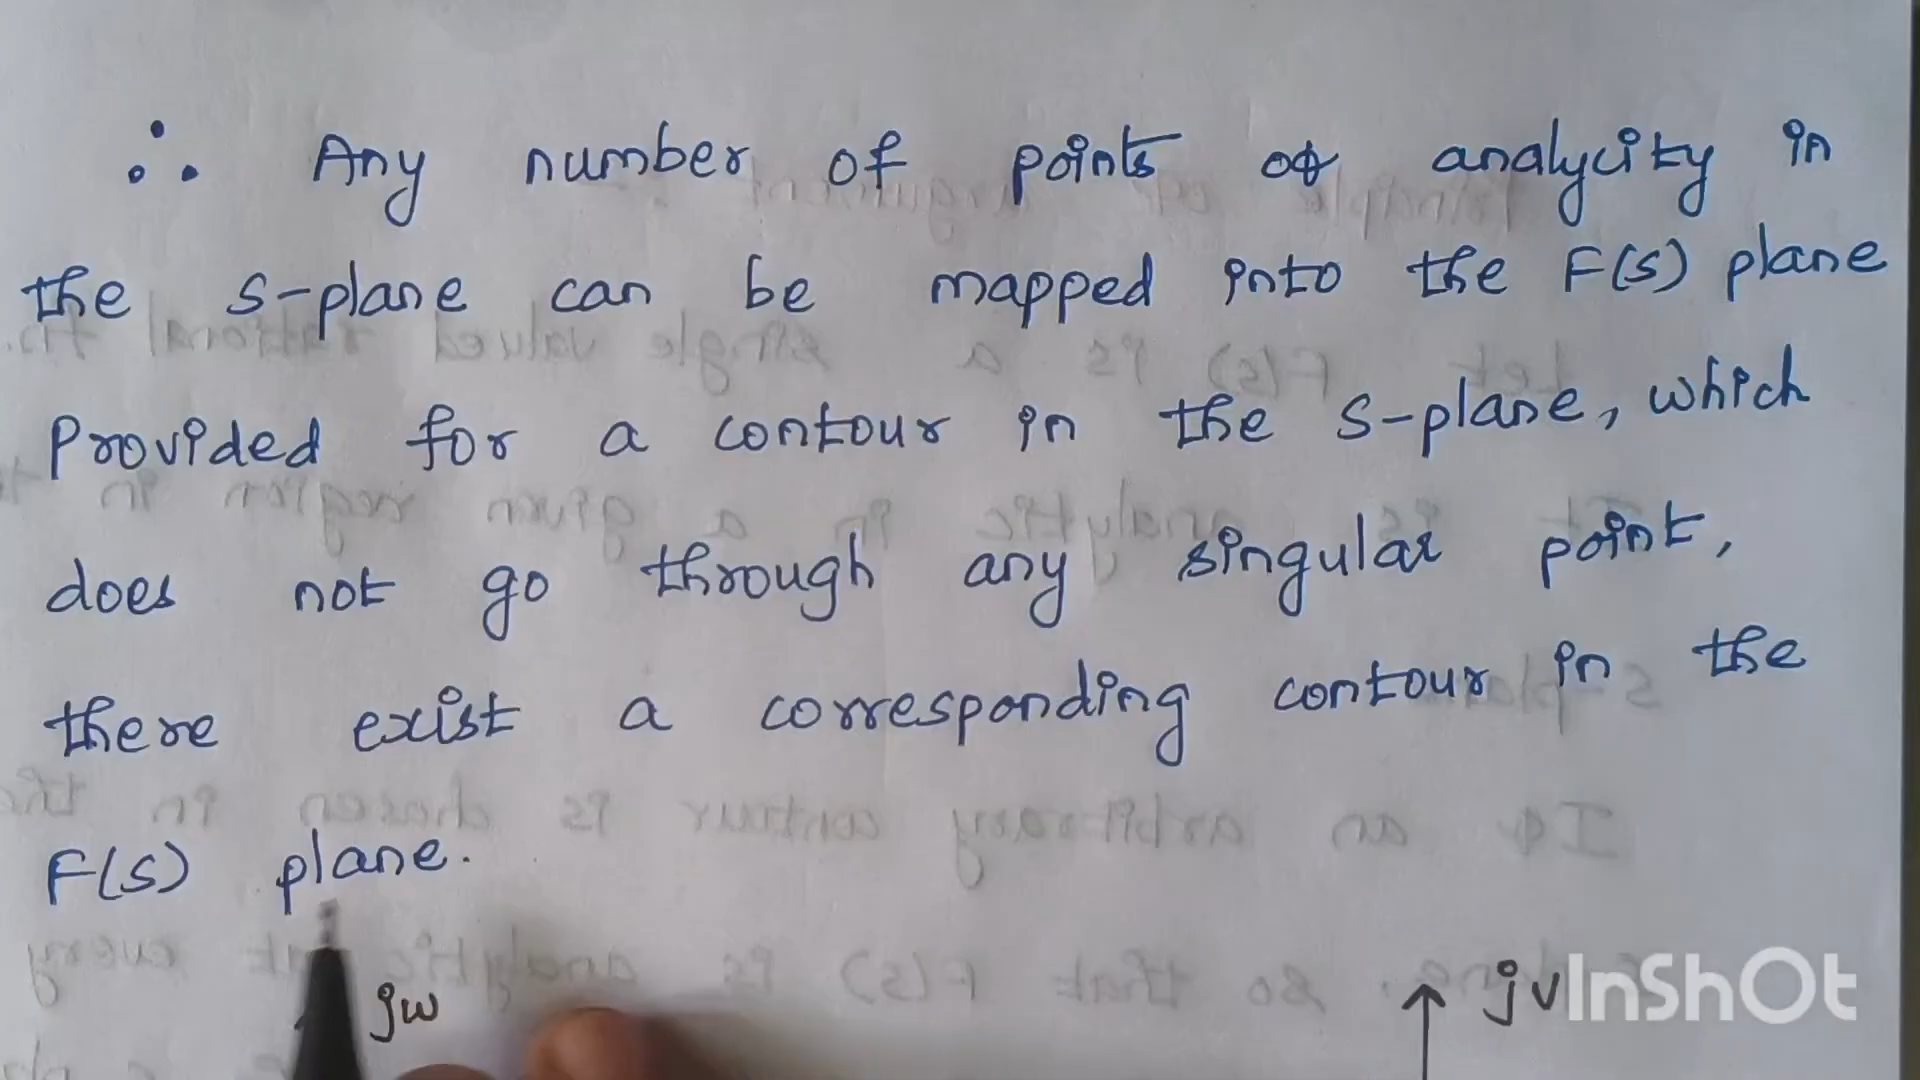 ∴ Any number of points of analycity in
the s-plane can be mapped into the F(s) plane
provided for a contour in the s-plane, which
does not go through any singular point,
there exist a corresponding contour in the
F(s) plane.
jw
jv
InShOt